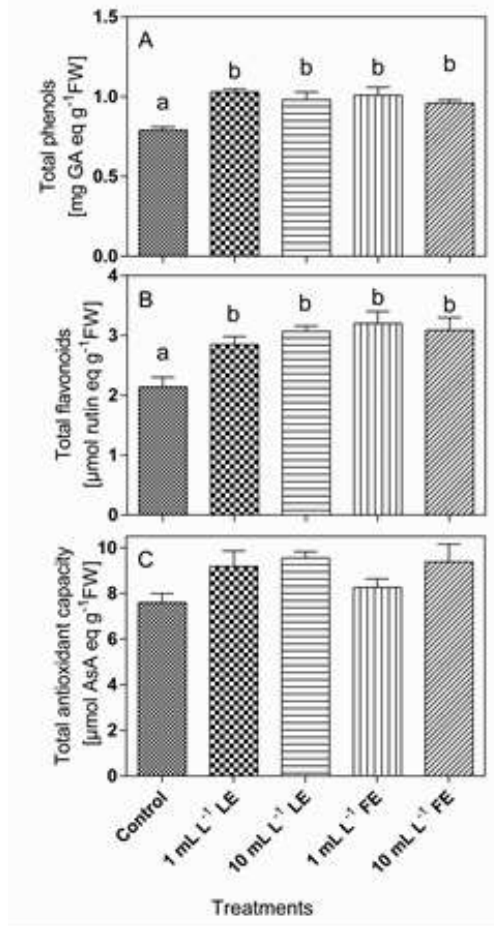 A
Total phenols
[mg GA eq g⁻¹FW]
1.5
1.0
0.5
0.0
a
b
b
b
b
B
Total flavonoids
[µmol rutin eq g⁻¹FW]
4
3
2
1
0
a
b
b
b
b
C
Total antioxidant capacity
[µmol AsA eq g⁻¹FW]
10
8
6
4
2
0
Control
1 mL L⁻¹ LE
10 mL L⁻¹ LE
1 mL L⁻¹ FE
10 mL L⁻¹ FE
Treatments